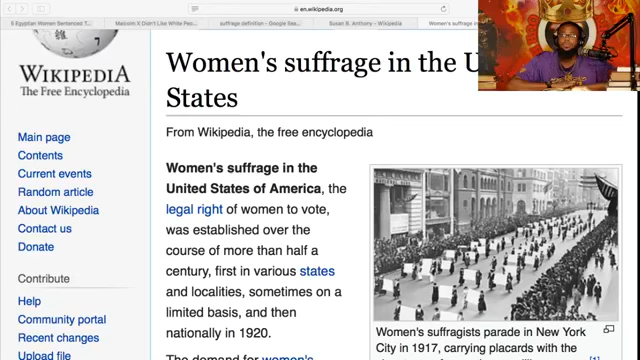 en.wikipedia.org
6 Egyptian Women Sentenced T...
Malcolm X Didn't Like White Peo...
suffrage definition - Google Sea...
Susan B. Anthony - Wikipedia
Women's suffrage in
WIKIPEDIA
The Free Encyclopedia
Main page
Contents
Current events
Random article
About Wikipedia
Contact us
Donate
Contribute
Help
Community portal
Recent changes
Upload file
Women's suffrage in the U
States
From Wikipedia, the free encyclopedia
Women's suffrage in the
United States of America, the
legal right of women to vote,
was established over the
course of more than half a
century, first in various states
and localities, sometimes on a
limited basis, and then
nationally in 1920.
The demand for women's
Women's suffragists parade in New York
City in 1917, carrying placards with the
[1]